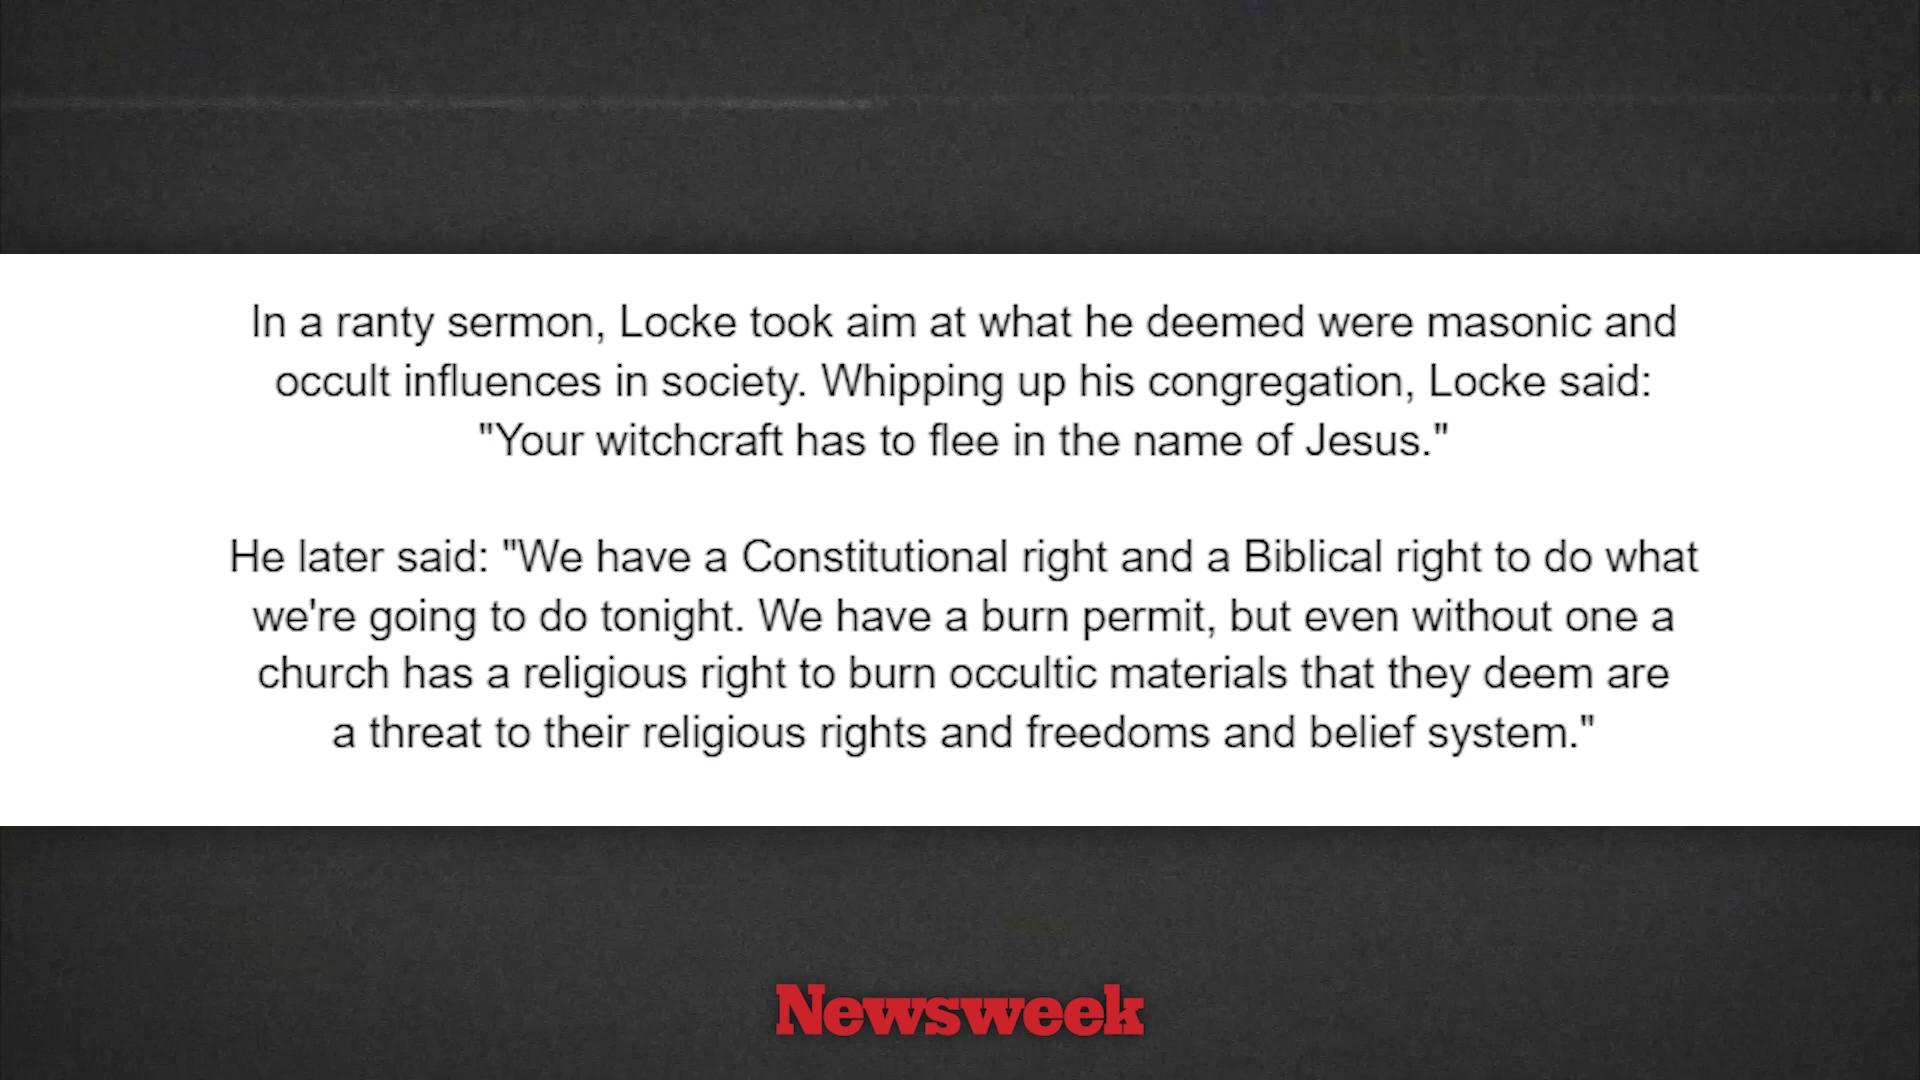 In a ranty sermon, Locke took aim at what he deemed were masonic and
occult influences in society. Whipping up his congregation, Locke said:
"Your witchcraft has to flee in the name of Jesus."
He later said: "We have a Constitutional right and a Biblical right to do what
we're going to do tonight. We have a burn permit, but even without one a
church has a religious right to burn occultic materials that they deem are
a threat to their religious rights and freedoms and belief system."
Newsweek